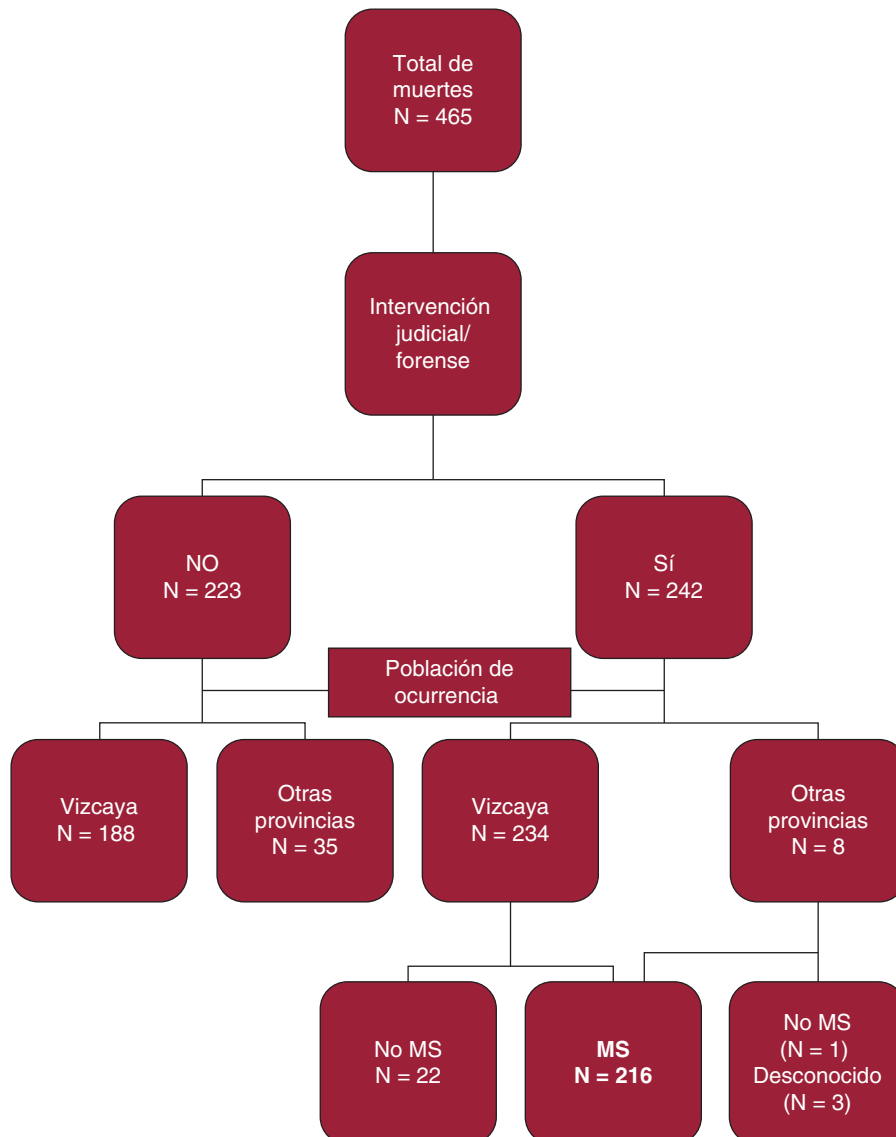 Total de
muertes
N = 465
Intervención
judicial/
forense
NO
N = 223
Sí
N = 242
Población de
ocurrencia
Vizcaya
N = 188
Otras
provincias
N = 35
Vizcaya
N = 234
Otras
provincias
N = 8
No MS
N = 22
MS
N = 216
No MS
(N = 1)
Desconocido
(N = 3)